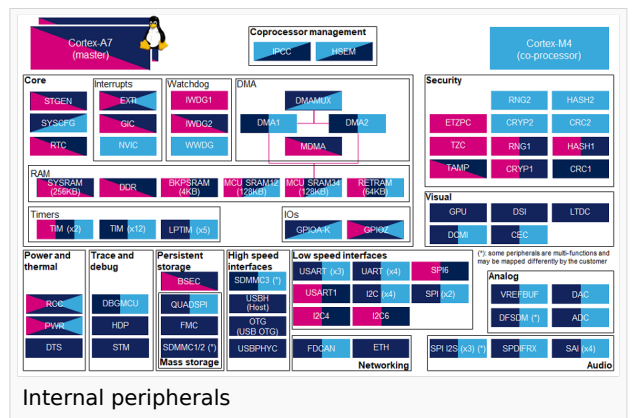 Cortex-A7
(master)
Coprocessor management
IPCC HSEM
Cortex-M4
(co-processor)
Core
STGEN
SYSCFG
RTC
Interrupts
EXTI
GIC
NVIC
Watchdog
IWDG1
IWDG2
WWDG
DMA
DMAMUX
DMA1 DMA2
MDMA
Security
RNG2 HASH2
ETZPC CRYP2 CRC2
TZC RNG1 HASH1
TAMP CRYP1 CRC1
RAM
SYSRAM
(256KB)
DDR
BKPSRAM
(4KB)
MCU SRAM12
(128KB)
MCU SRAM34
(128KB)
RETRAM
(64KB)
Timers
TIM (x2) TIM (x12) LPTIM (x5)
IOs
GPIOA-K GPIOZ
Visual
GPU DSI LTDC
DCMI CEC
Power and
thermal
RCC
PWR
DTS
Trace and
debug
DBGMCU
HDP
STM
Persistent
storage
BSEC
QUADSPI
FMC
SDMMC1/2 (*)
Mass storage
High speed
interfaces
SDMMC3 (*)
USBH
(Host)
OTG
(USB OTG)
USBPHYC
Low speed interfaces
USART (x3) UART (x4) SPI6
USART1 I2C (x4) SPI (x2)
I2C4 I2C6
FDCAN ETH
Networking
(*): some peripherals are multi-functions and
may be mapped differently by the customer
Analog
VREFBUF DAC
DFSDM (*) ADC
SPI I2S (x3) (*) SPDIFRX SAI (x4)
Audio
Internal peripherals